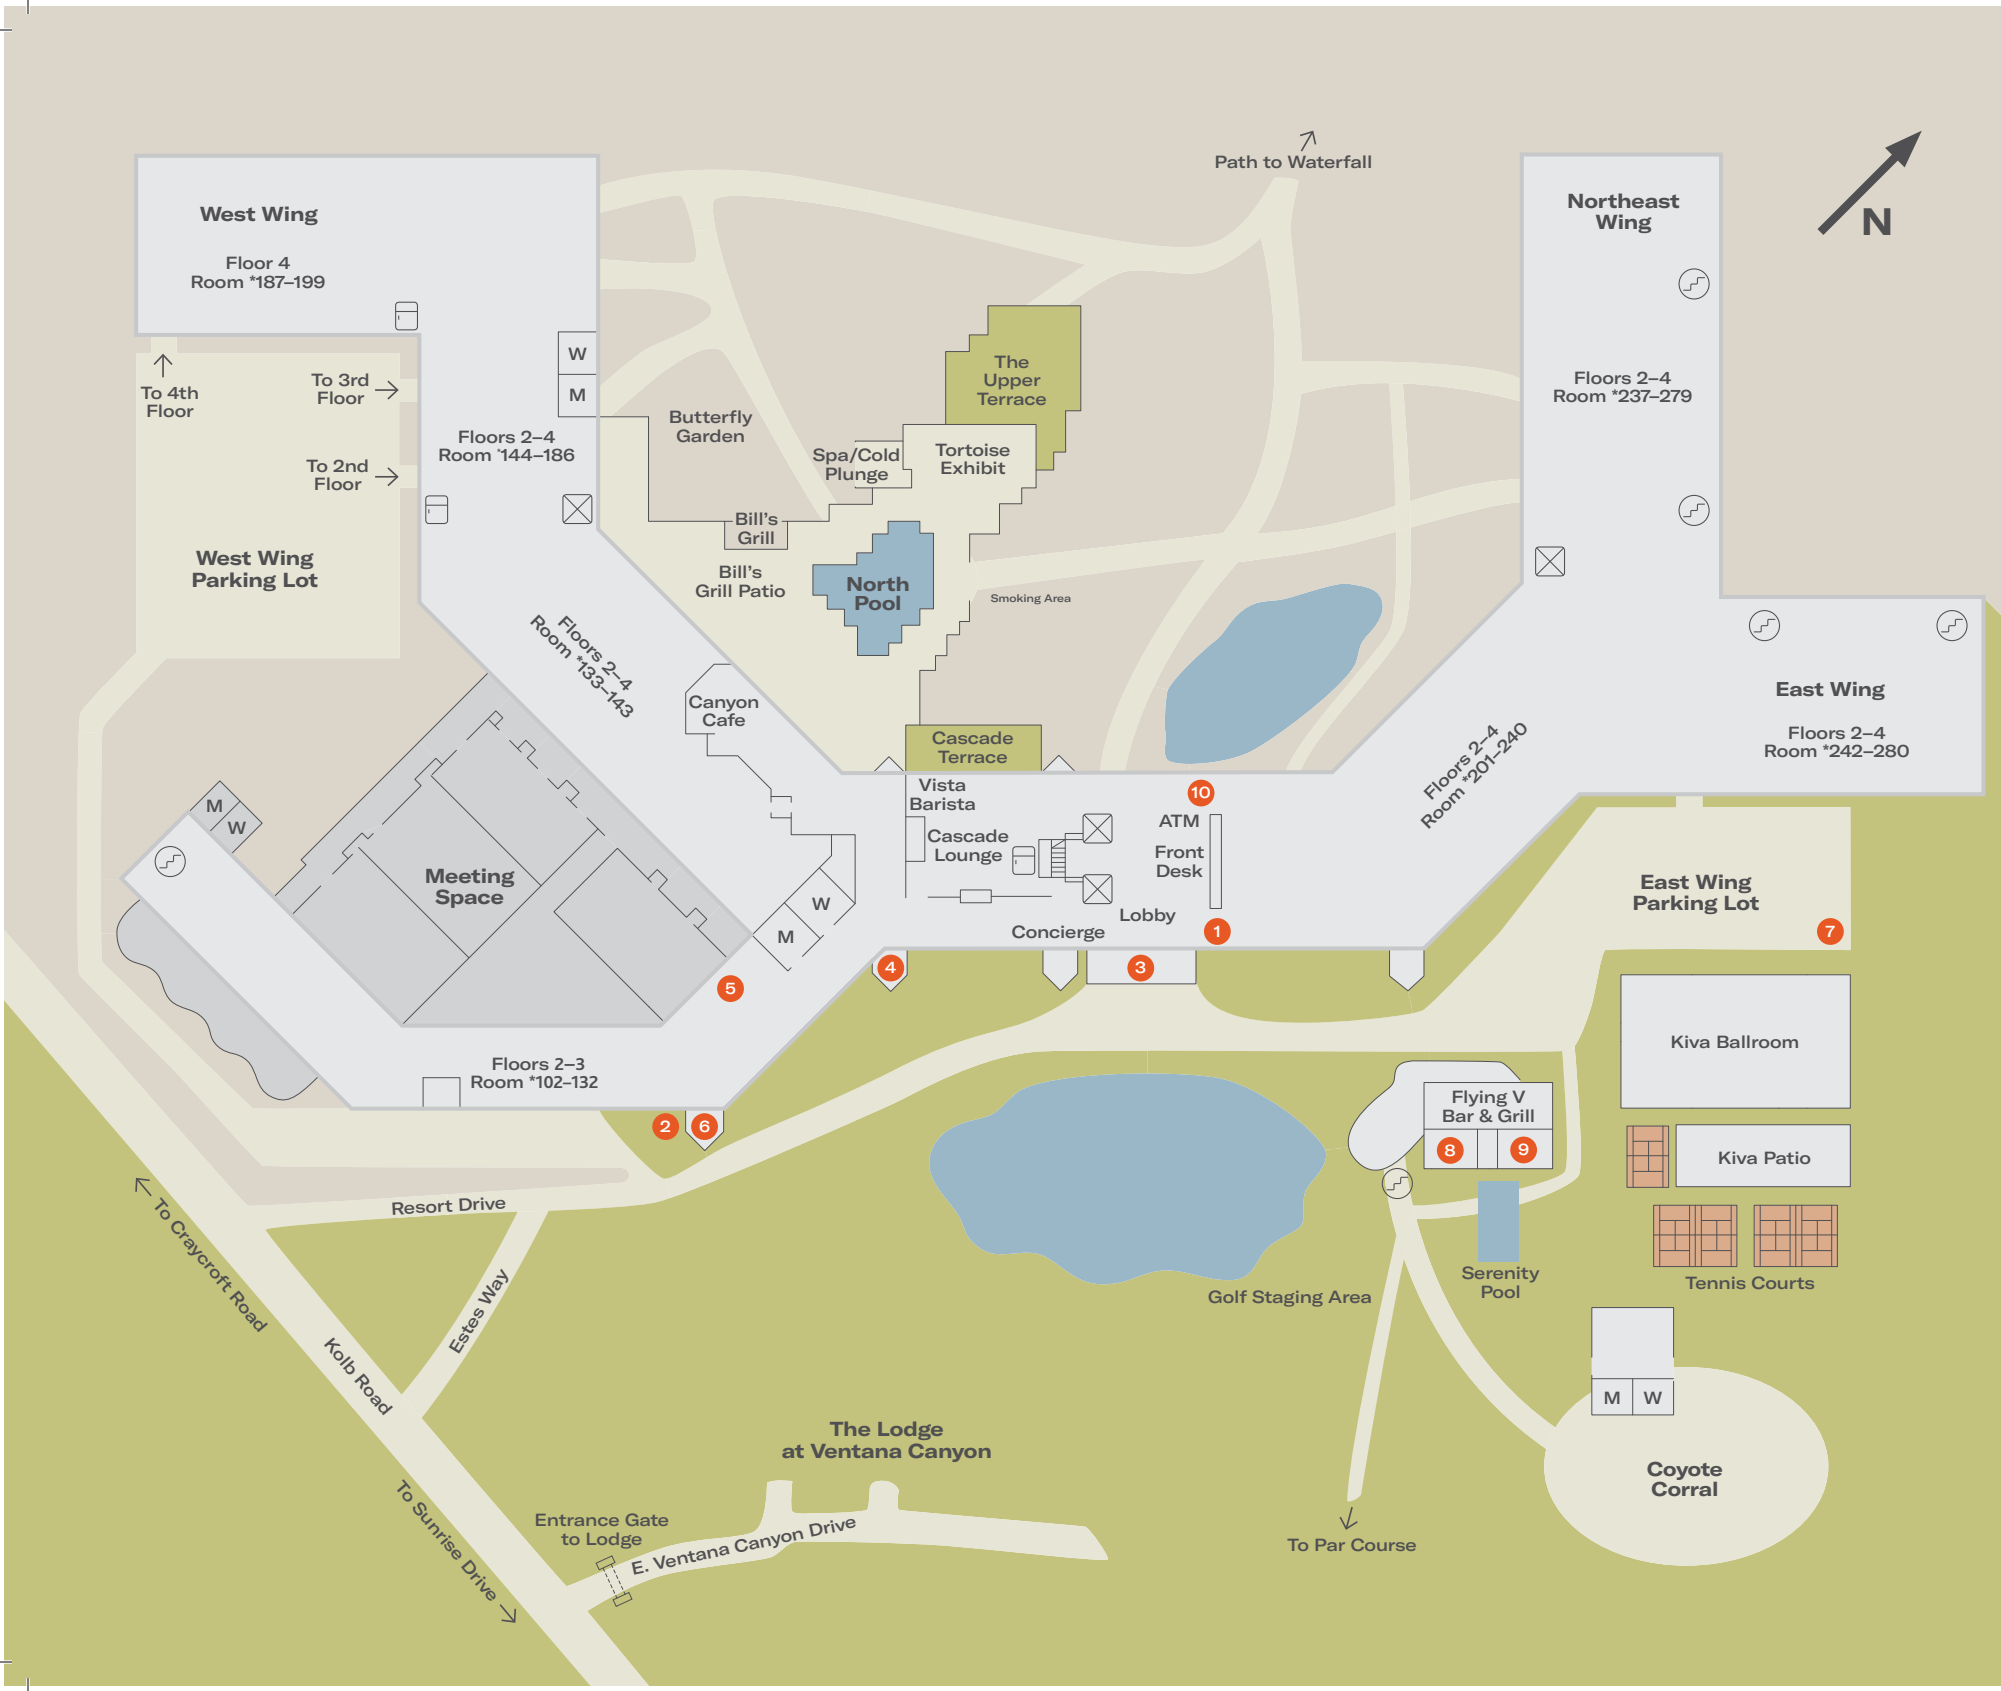 Path to Waterfall
N
West Wing
Floor 4
Room *187–199
Northeast
Wing
Floors 2–4
Room *237–279
To 4th
Floor
To 3rd
Floor
To 2nd
Floor
W
M
Floors 2–4
Room *144–186
West Wing
Parking Lot
Butterfly
Garden
The
Upper
Terrace
Spa/Cold
Plunge
Tortoise
Exhibit
Bill's
Grill
Bill's
Grill Patio
North
Pool
Smoking Area
Floors 2–4
Room *133–143
Canyon
Cafe
Cascade
Terrace
Vista
Barista
Cascade
Lounge
10
ATM
Front
Desk
Lobby
Concierge
1
Floors 2–4
Room *201–240
East Wing
Floors 2–4
Room *242–280
East Wing
Parking Lot
7
M
W
Meeting
Space
W
M
5
4
3
Floors 2–3
Room *102–132
2
6
Kiva Ballroom
Flying V
Bar & Grill
8
9
Kiva Patio
Tennis Courts
Serenity
Pool
Golf Staging Area
Resort Drive
Estes Way
To Craycroft Road
Kolb Road
To Sunrise Drive
The Lodge
at Ventana Canyon
Entrance Gate
to Lodge
E. Ventana Canyon Drive
To Par Course
M
W
Coyote
Corral